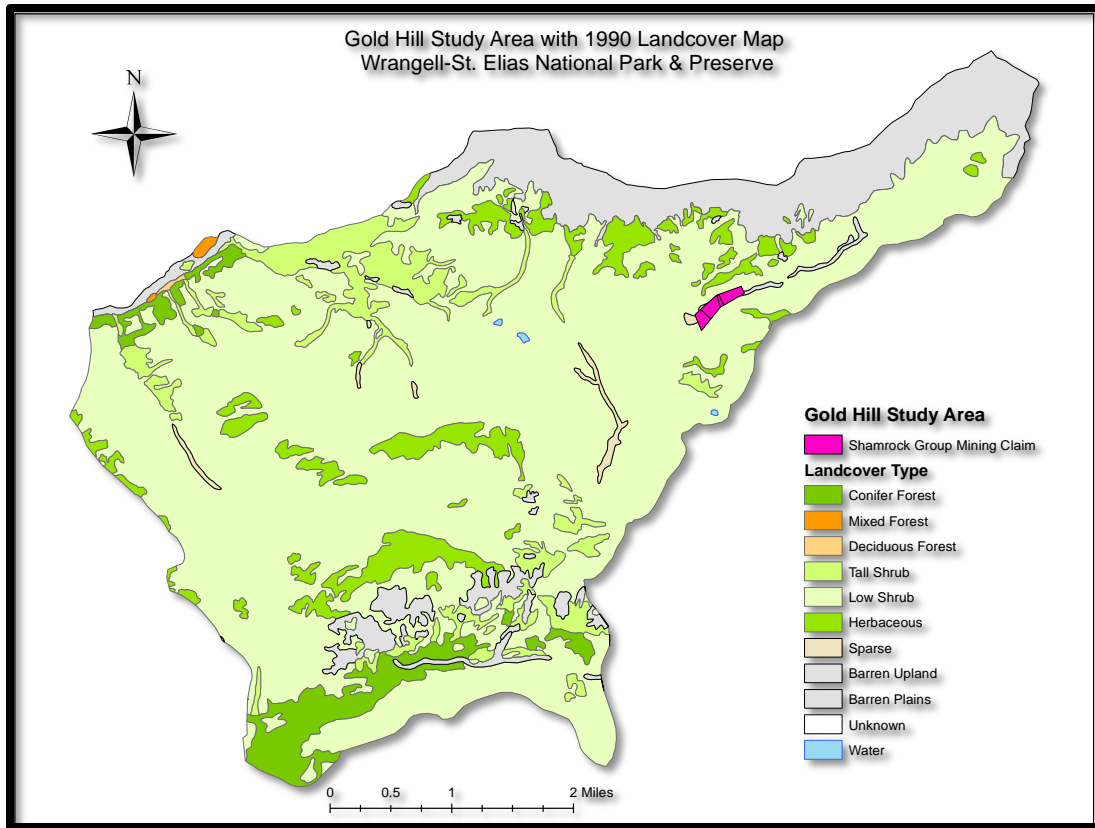 Gold Hill Study Area with 1990 Landcover Map
Wrangell-St. Elias National Park & Preserve
N
Gold Hill Study Area
Shamrock Group Mining Claim
Landcover Type
Conifer Forest
Mixed Forest
Deciduous Forest
Tall Shrub
Low Shrub
Herbaceous
Sparse
Barren Upland
Barren Plains
Unknown
Water
0 0.5 1 2 Miles